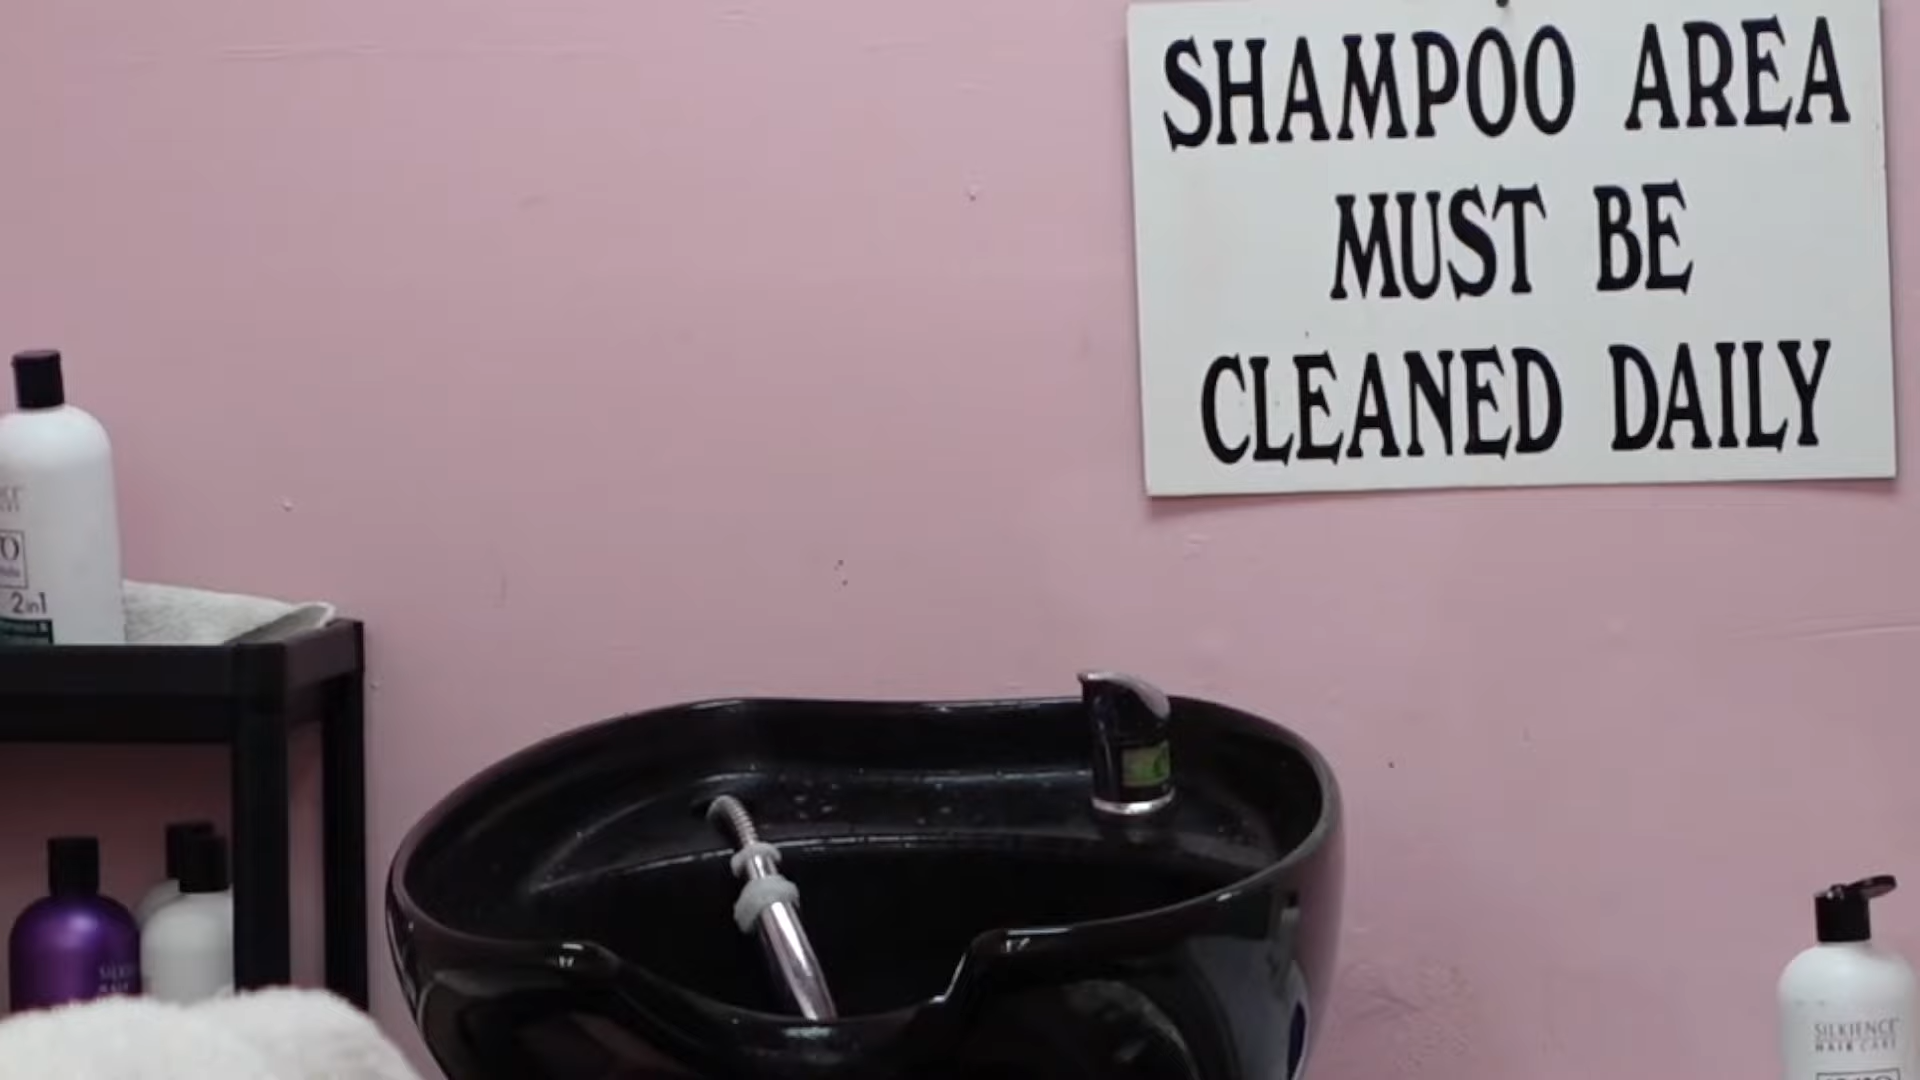 SHAMPOO AREA
MUST BE
CLEANED DAILY
2in1
SILKIENCE
HAIR CARE